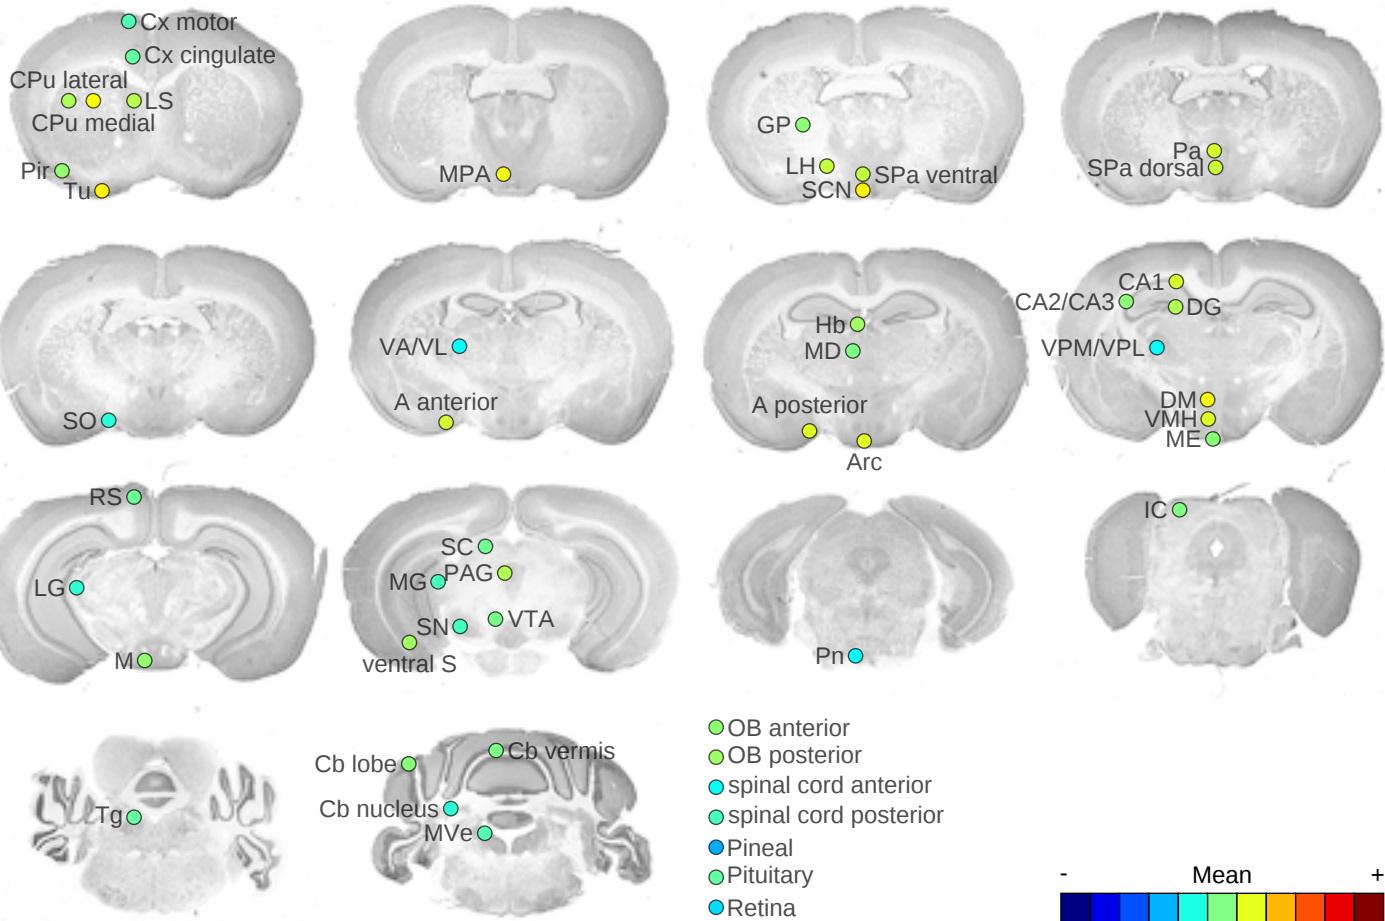 Cx motor
Cx cingulate
CPu lateral
LS
CPu medial
Pir
Tu
MPA
GP
LH
SPa ventral
SCN
Pa
SPa dorsal
SO
VA/VL
A anterior
Hb
MD
A posterior
Arc
CA1
CA2/CA3
DG
VPM/VPL
DM
VMH
ME
RS
LG
M
SC
PAG
MG
VTA
SN
ventral S
Pn
IC
Tg
Cb vermis
Cb lobe
Cb nucleus
MVe
OB anterior
OB posterior
spinal cord anterior
spinal cord posterior
Pineal
Pituitary
Retina
- Mean +